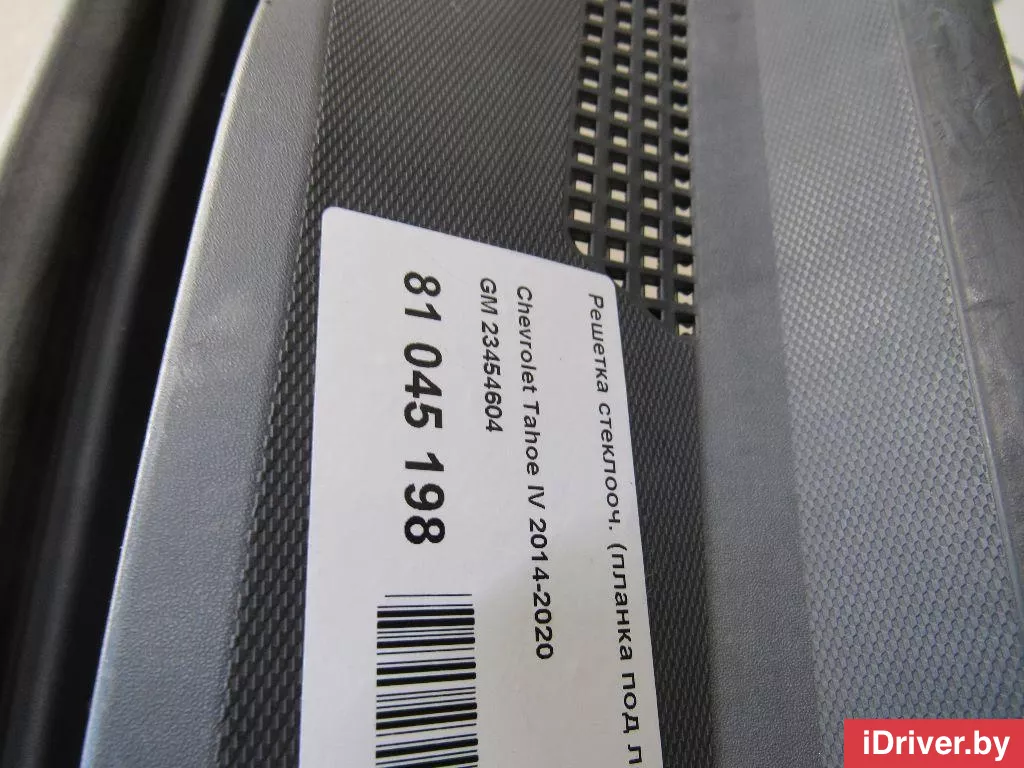 Решетка стеклооч. (планка под л
Chevrolet Tahoe IV 2014-2020
GM 23454604
81 045 198
iDriver.by